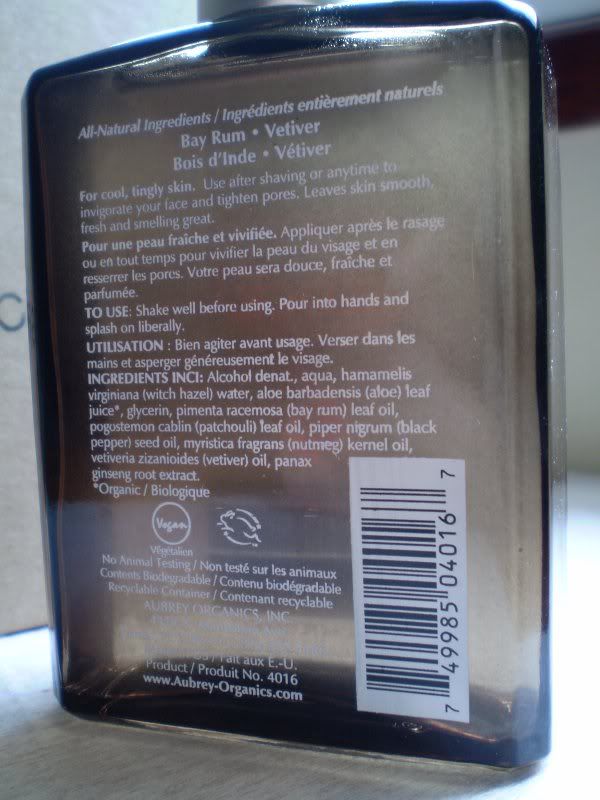 All-Natural Ingredients / Ingrédients entièrement naturels
Bay Rum • Vetiver
Bois d'Inde • Vétiver
For cool, tingly skin. Use after shaving or anytime to
invigorate your face and tighten pores. Leaves skin smooth,
fresh and smelling great.
Pour une peau fraîche et vivifiée. Appliquer après le rasage
ou en tout temps pour vivifier la peau du visage et en
resserrer les pores. Votre peau sera douce, fraîche et
parfumée.
TO USE: Shake well before using. Pour into hands and
splash on liberally.
UTILISATION : Bien agiter avant usage. Verser dans les
mains et asperger généreusement le visage.
INGREDIENTS INCI: Alcohol denat., aqua, hamamelis
virginiana (witch hazel) water, aloe barbadensis (aloe) leaf
juice*, glycerin, pimenta racemosa (bay rum) leaf oil,
pogostemon cablin (patchouli) leaf oil, piper nigrum (black
pepper) seed oil, myristica fragrans (nutmeg) kernel oil,
vetiveria zizanioides (vetiver) oil, panax
ginseng root extract.
*Organic / Biologique
Vegan
Végétalien
No Animal Testing / Non testé sur les animaux
Contents Biodegradable / Contenu biodégradable
Recyclable Container / Contenant recyclable
AUBREY ORGANICS, INC.
Fait aux E.-U.
Product / Produit No. 4016
www.Aubrey-Organics.com
7 49985 04016 7
C